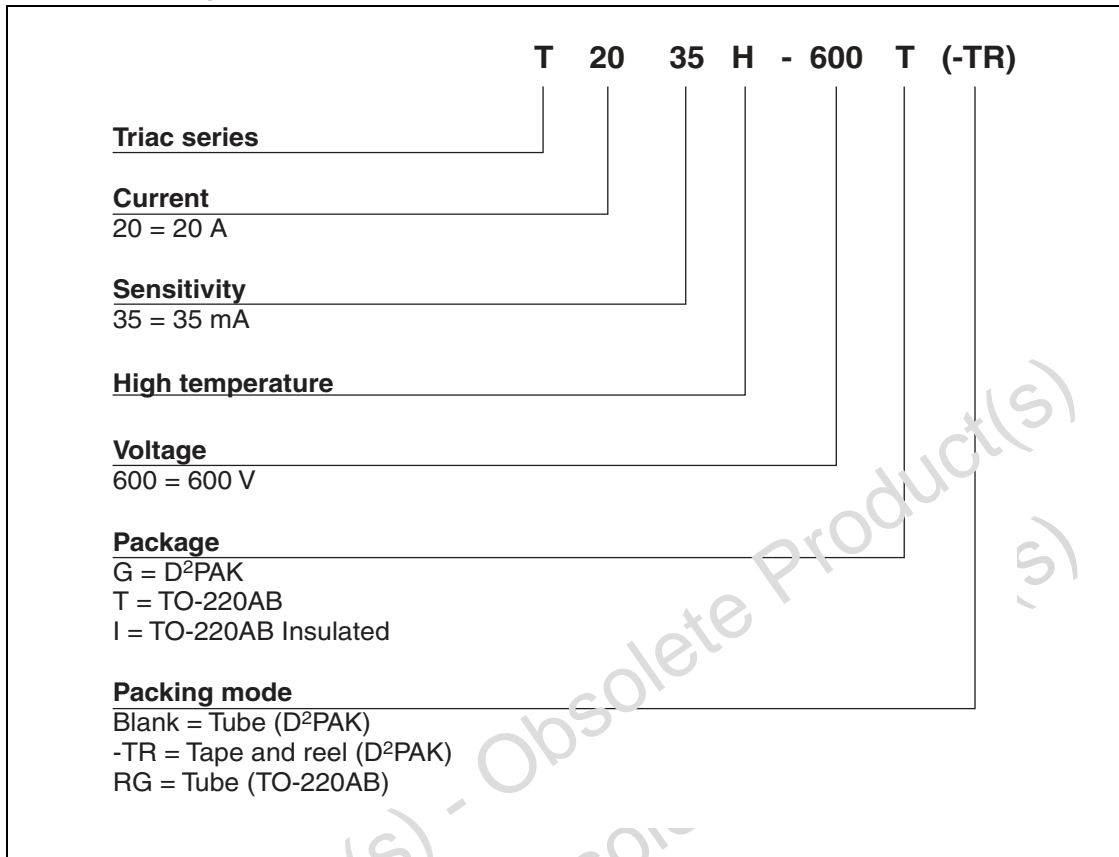 T 20 35 H - 600 T (-TR)
Triac series
Current
20 = 20 A
Sensitivity
35 = 35 mA
High temperature
Voltage
600 = 600 V
Package
G = D²PAK
T = TO-220AB
I = TO-220AB Insulated
Packing mode
Blank = Tube (D²PAK)
-TR = Tape and reel (D²PAK)
RG = Tube (TO-220AB)
(s) - Obsolete Product(s)